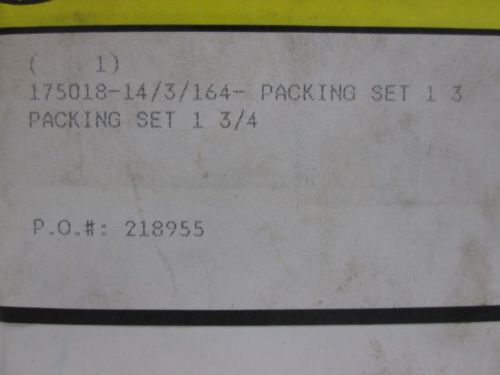 ( 1)
175018-14/3/164- PACKING SET 1 3
PACKING SET 1 3/4
P.O.#: 218955